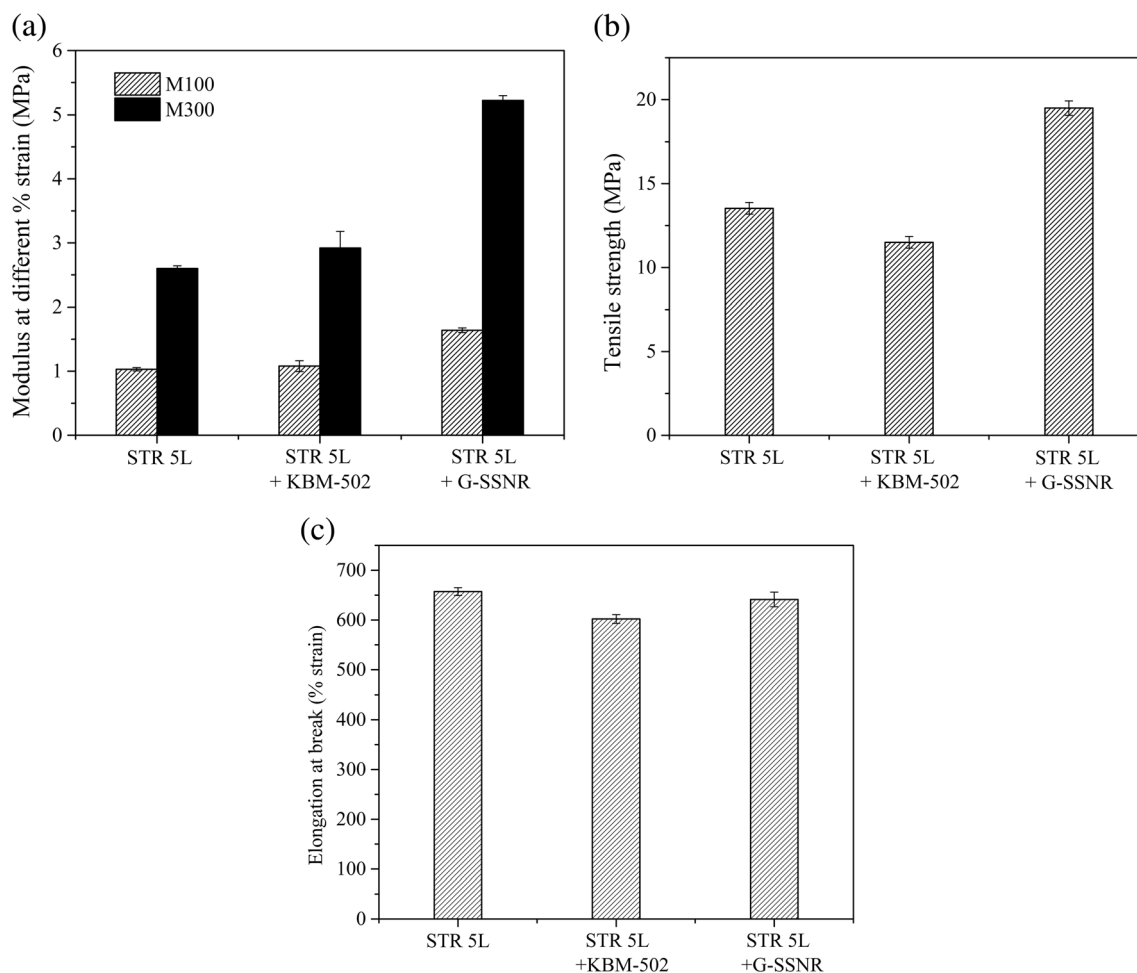 (a)
Modulus at different % strain (MPa)
6
5
4
3
2
1
0
M100
M300
STR 5L
STR 5L
+ KBM-502
STR 5L
+ G-SSNR
(b)
Tensile strength (MPa)
20
15
10
5
0
STR 5L
STR 5L
+ KBM-502
STR 5L
+ G-SSNR
(c)
Elongation at break (% strain)
700
600
500
400
300
200
100
0
STR 5L
STR 5L
+KBM-502
STR 5L
+G-SSNR